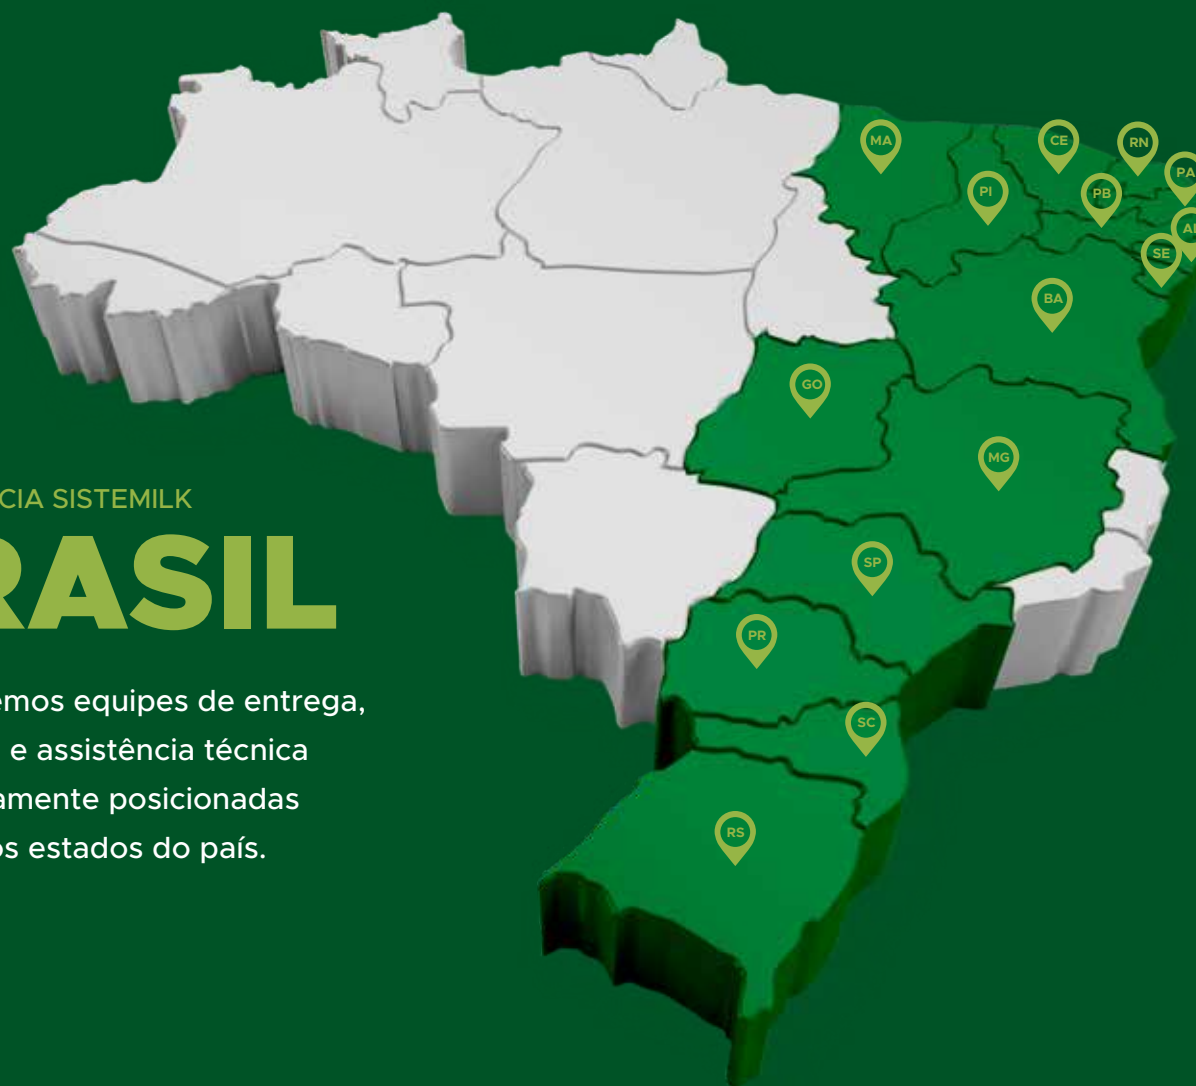 CIA SISTEMILK
RASIL
emos equipes de entrega,
e assistência técnica
amente posicionadas
os estados do país.
MA
CE
RN
PA
PI
PB
SE
BA
GO
MG
SP
PR
SC
RS